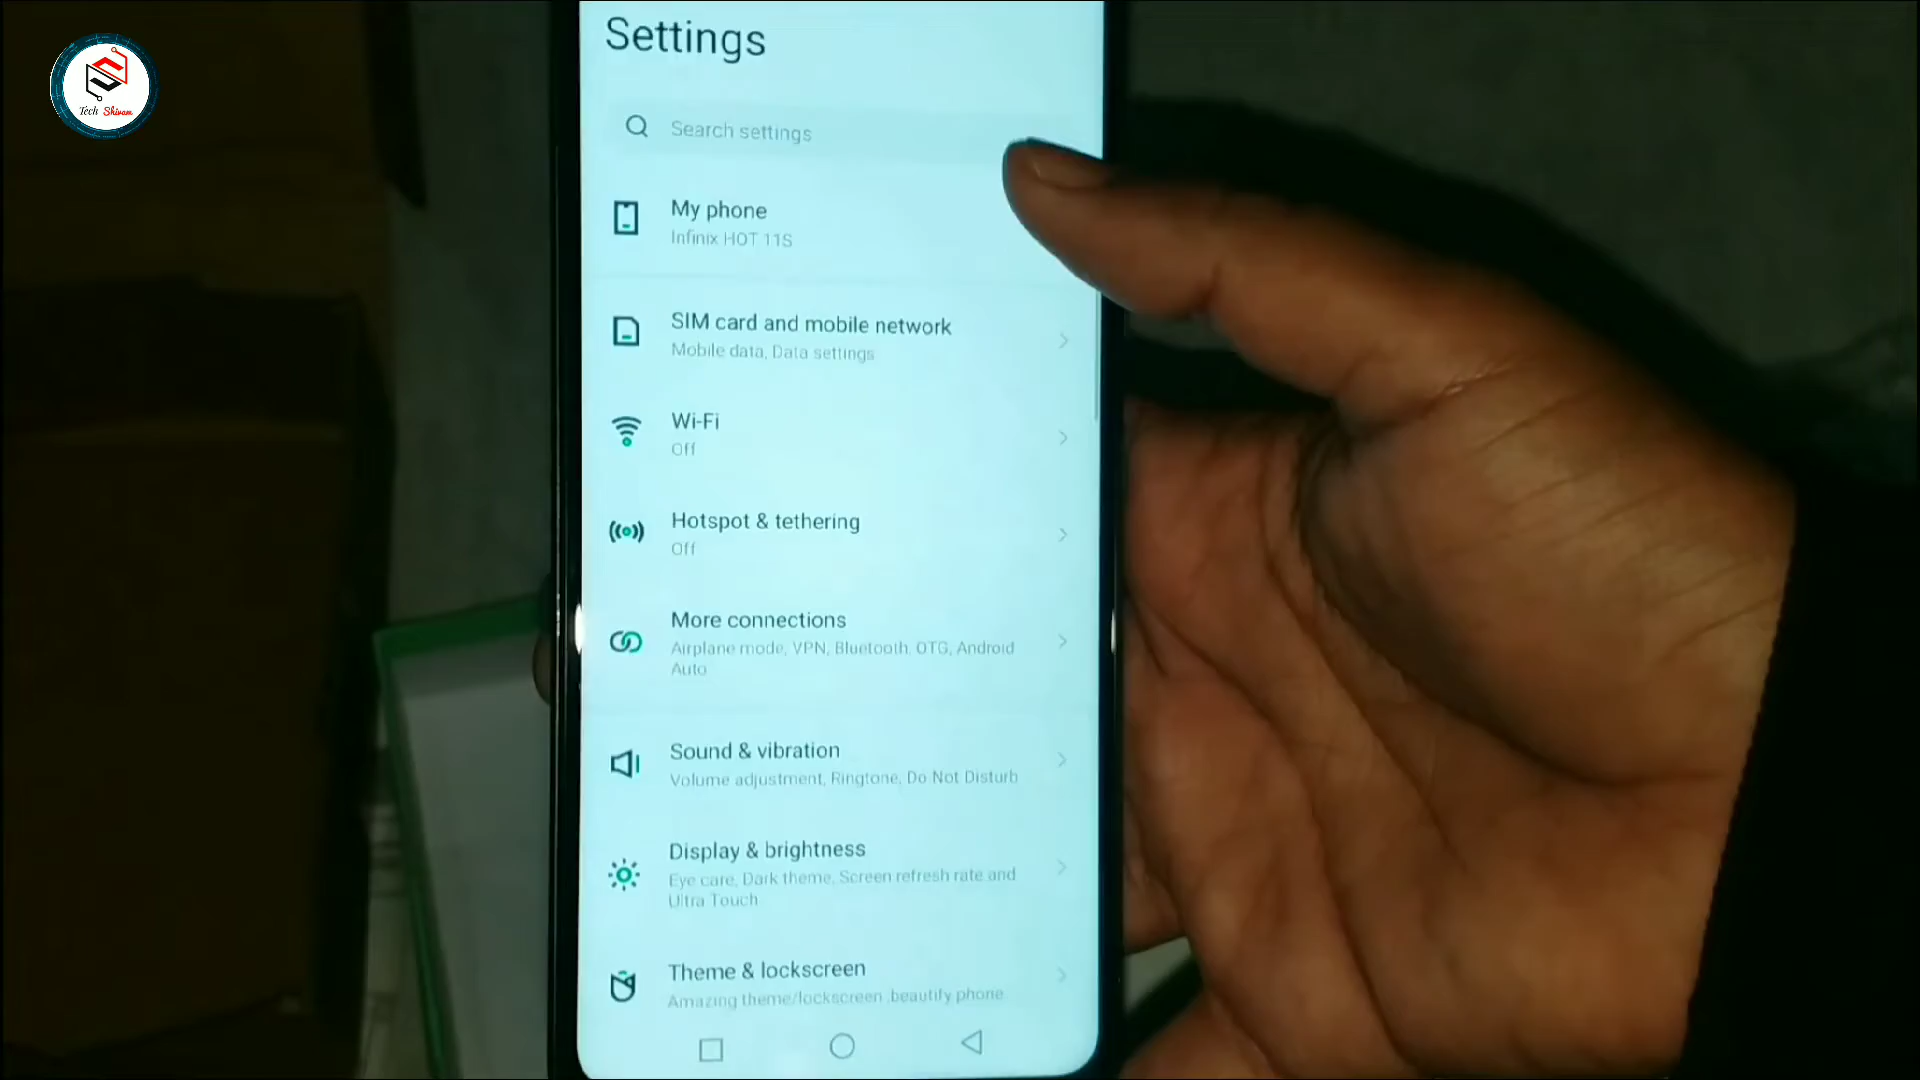 Tech Shivam
Settings
Search settings
My phone
Infinix HOT 11S
SIM card and mobile network
Mobile data, Data settings
Wi-Fi
Off
Hotspot & tethering
Off
More connections
Airplane mode, VPN, Bluetooth, OTG, Android
Auto
Sound & vibration
Volume adjustment, Ringtone, Do Not Disturb
Display & brightness
Eye care, Dark theme, Screen refresh rate and
Ultra Touch
Theme & lockscreen
Amazing theme/lockscreen ,beautify phone